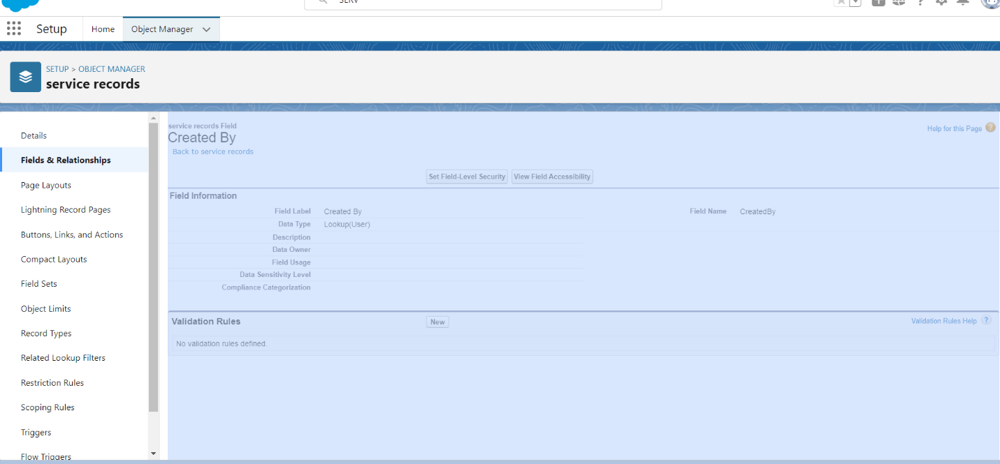 SERV
Setup
Home
Object Manager
SETUP > OBJECT MANAGER
service records
Details
Fields & Relationships
Page Layouts
Lightning Record Pages
Buttons, Links, and Actions
Compact Layouts
Field Sets
Object Limits
Record Types
Related Lookup Filters
Restriction Rules
Scoping Rules
Triggers
Flow Triggers
service records Field
Created By
Back to service records
Help for this Page ?
Set Field-Level Security View Field Accessibility
Field Information
Field Label Created By Field Name CreatedBy
Data Type Lookup(User)
Description
Data Owner
Field Usage
Data Sensitivity Level
Compliance Categorization
Validation Rules New Validation Rules Help ?
No validation rules defined.